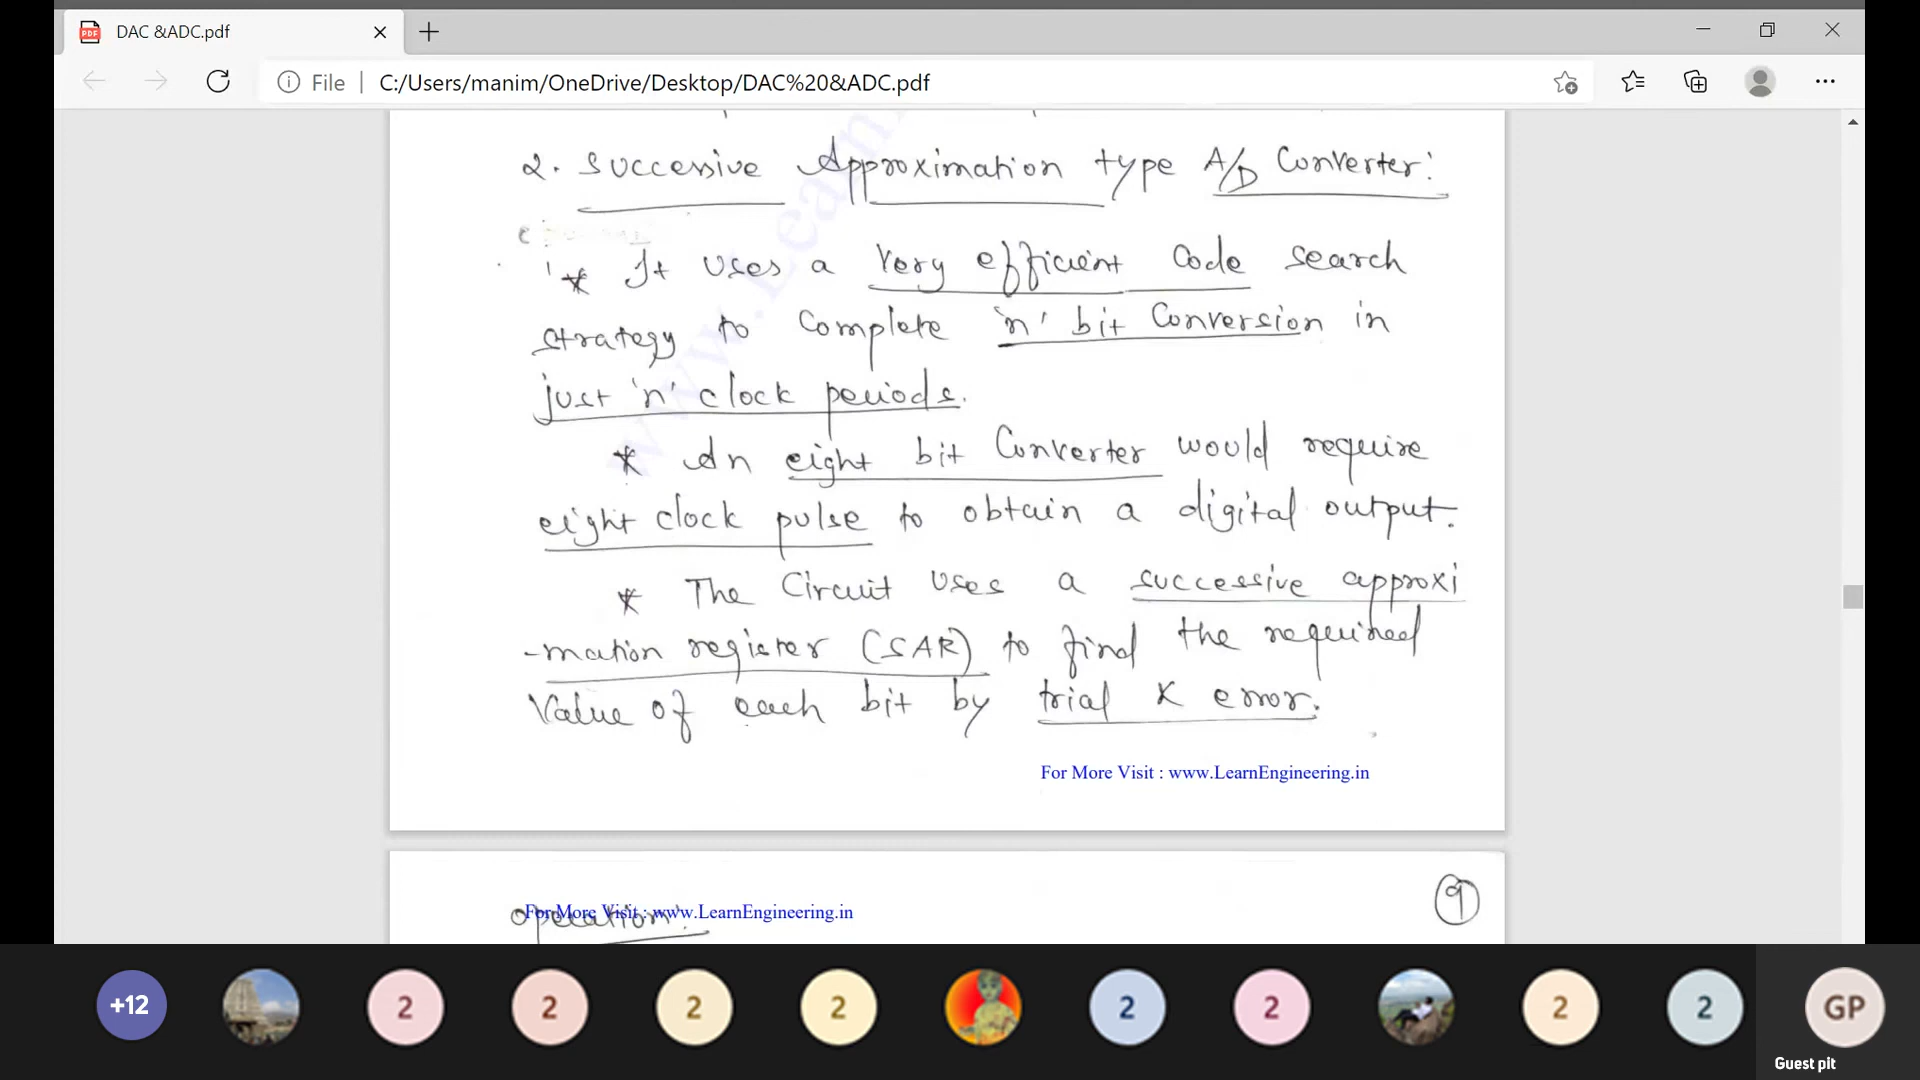 DAC &ADC.pdf
File
C:/Users/manim/OneDrive/Desktop/DAC%20&ADC.pdf
2. Successive Approximation type A/D Converter:
* It uses a very efficient code search
strategy to complete 'n' bit conversion in
just 'n' clock periods.
* An eight bit Converter would require
eight clock pulse to obtain a digital output.
* The Circuit uses a successive approxi
-mation register (SAR) to find the required
Value of each bit by trial & error.
For More Visit : www.LearnEngineering.in
9
Operation:
For More Visit : www.LearnEngineering.in
+12
2
2
2
2
2
2
2
2
GP
Guest pit